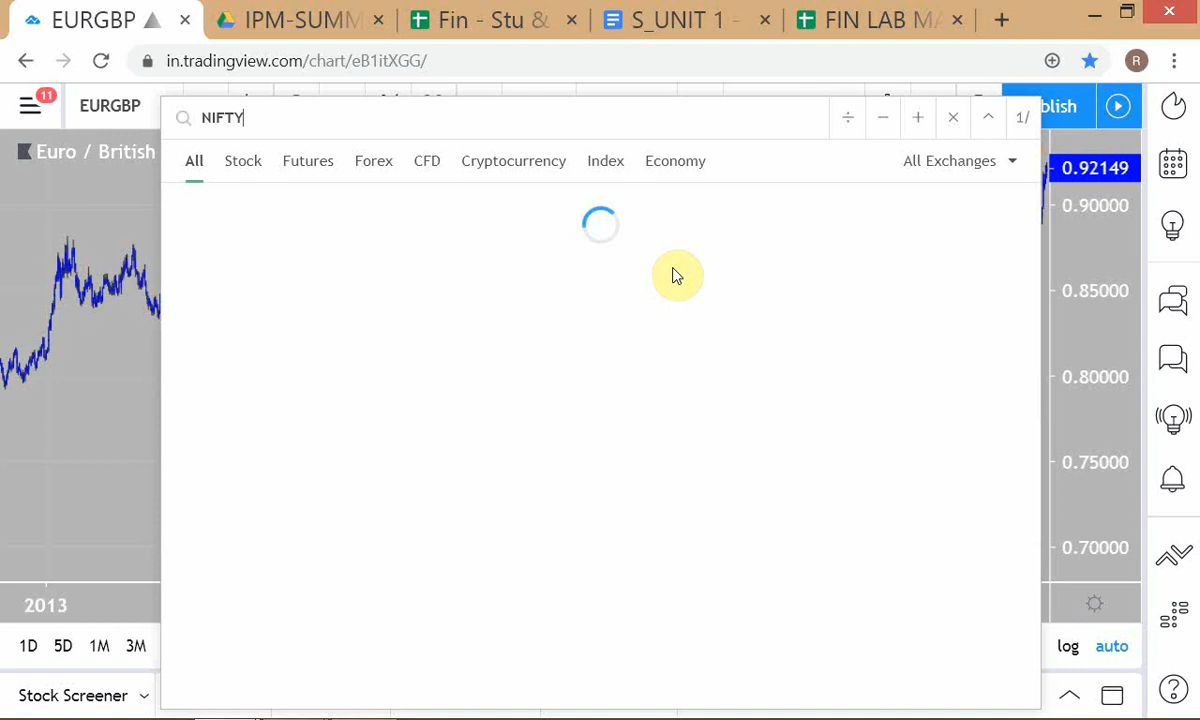 EURGBP
IPM-SUMM
Fin - Stu &
S_UNIT 1 -
FIN LAB MA
in.tradingview.com/chart/eB1itXGG/
R
11
EURGBP
NIFTY
÷ − + × ^ 1/
blish
All Stock Futures Forex CFD Cryptocurrency Index Economy All Exchanges
Euro / British
0.92149
0.90000
0.85000
0.80000
0.75000
0.70000
2013
1D 5D 1M 3M
log auto
Stock Screener
?